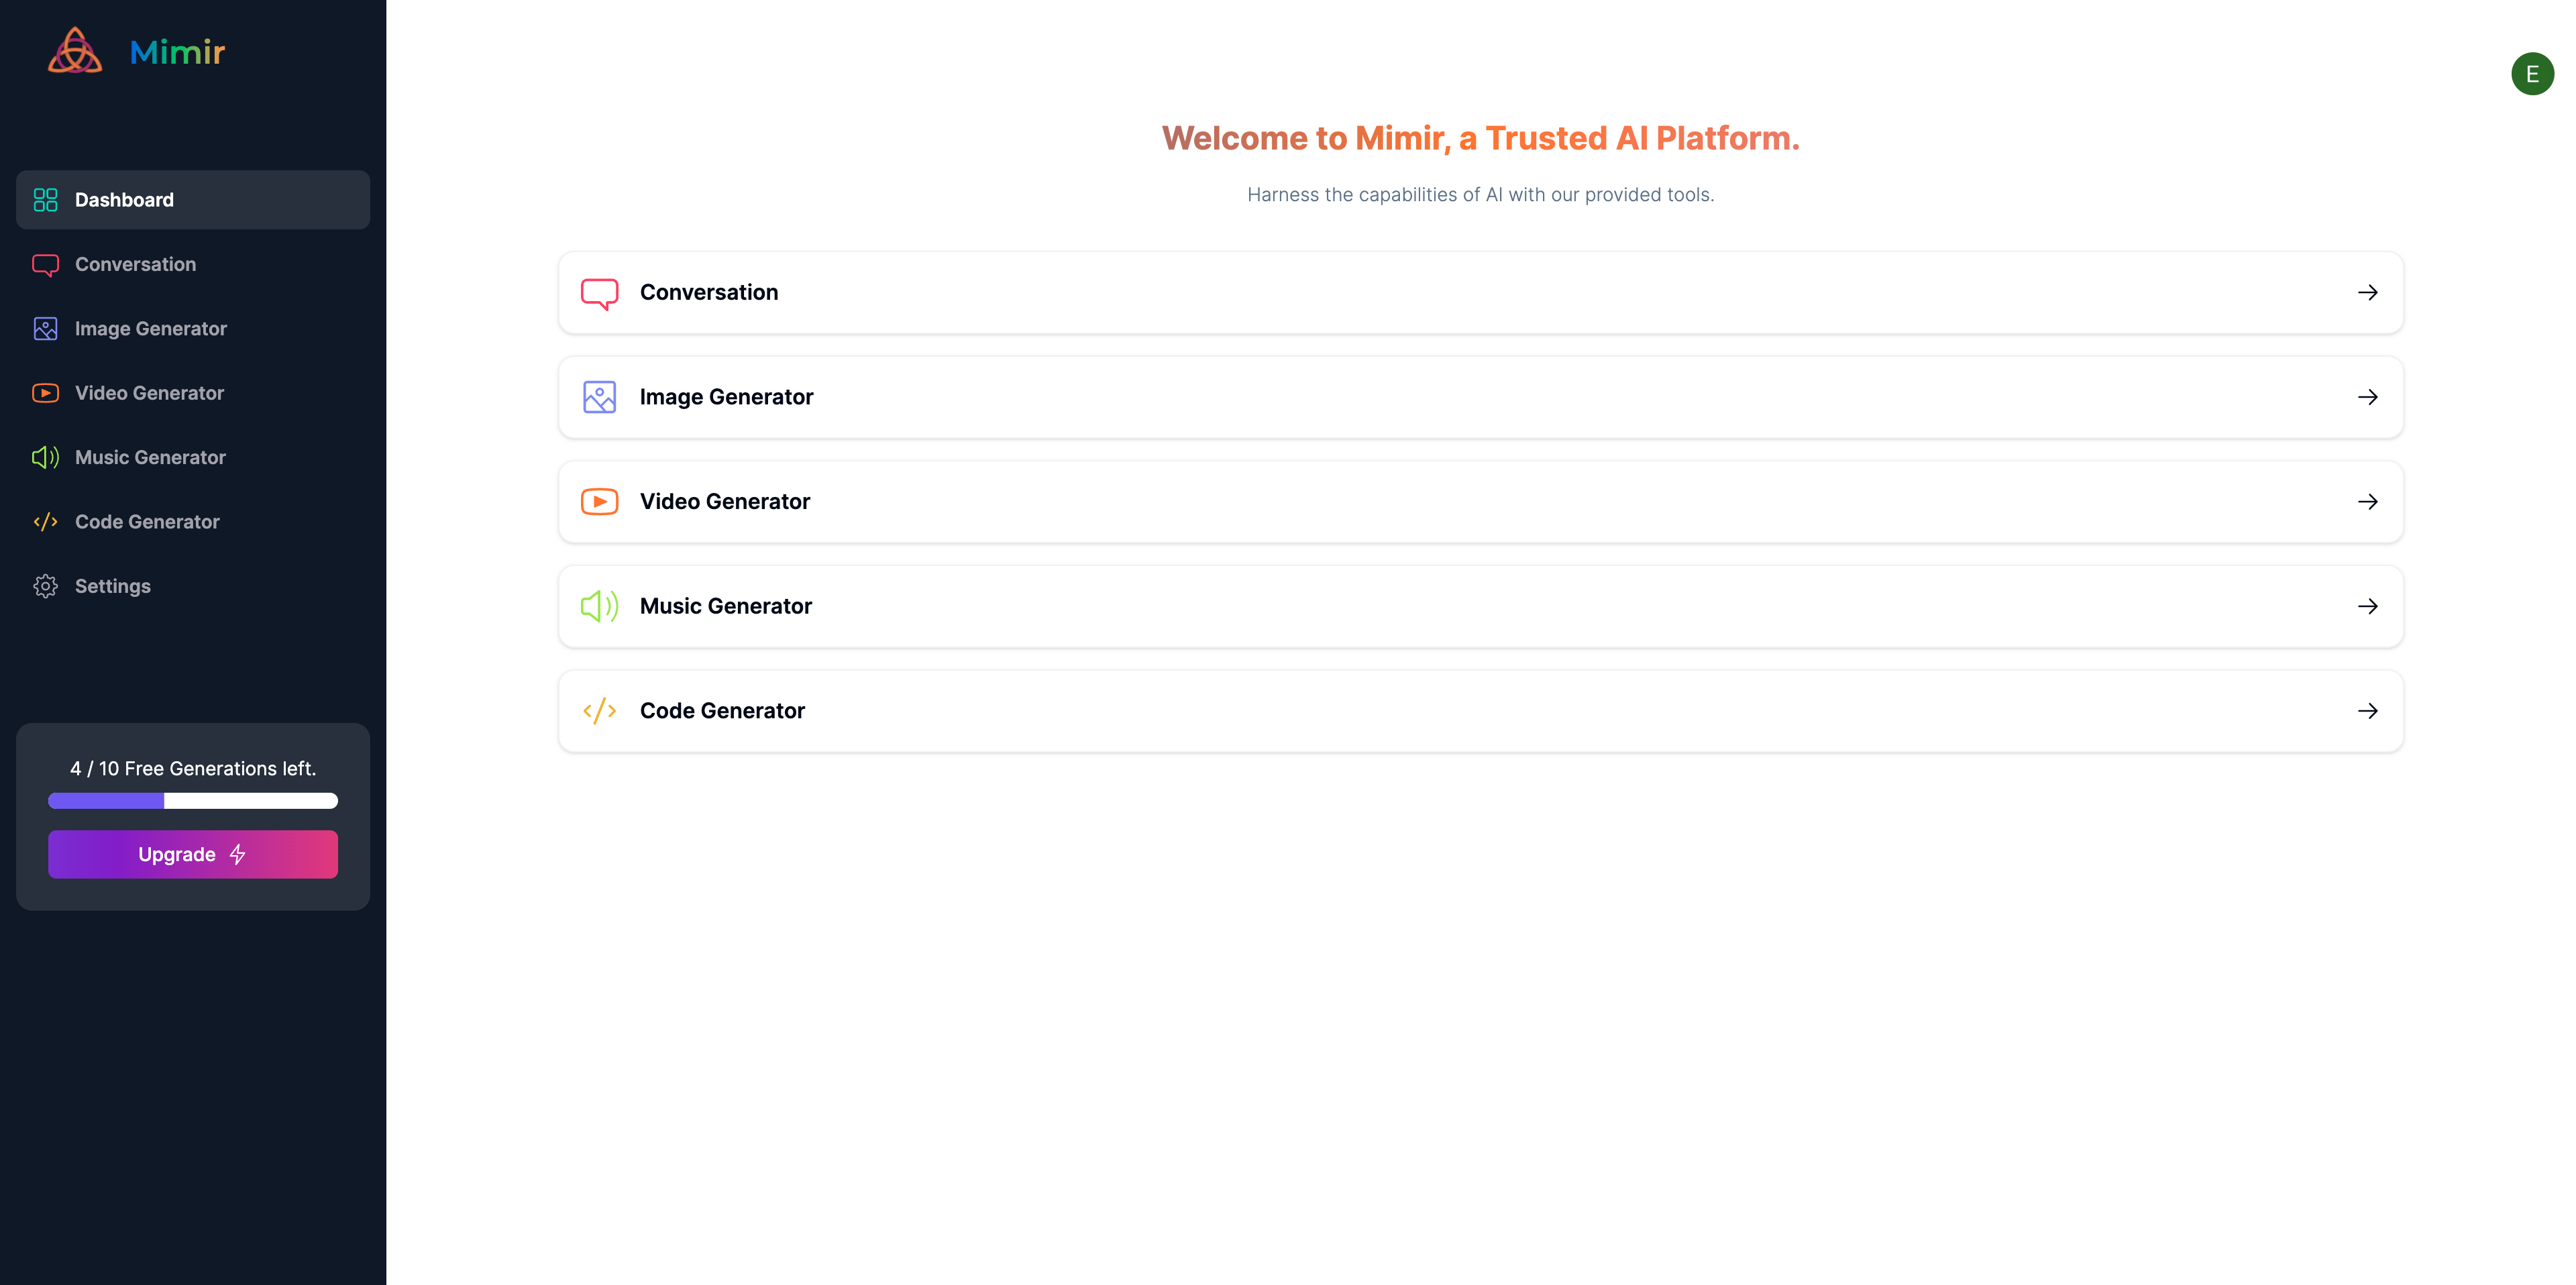 Mimir
Dashboard
Conversation
Image Generator
Video Generator
Music Generator
Code Generator
Settings
4 / 10 Free Generations left.
Upgrade
E
Welcome to Mimir, a Trusted AI Platform.
Harness the capabilities of AI with our provided tools.
Conversation
Image Generator
Video Generator
Music Generator
Code Generator